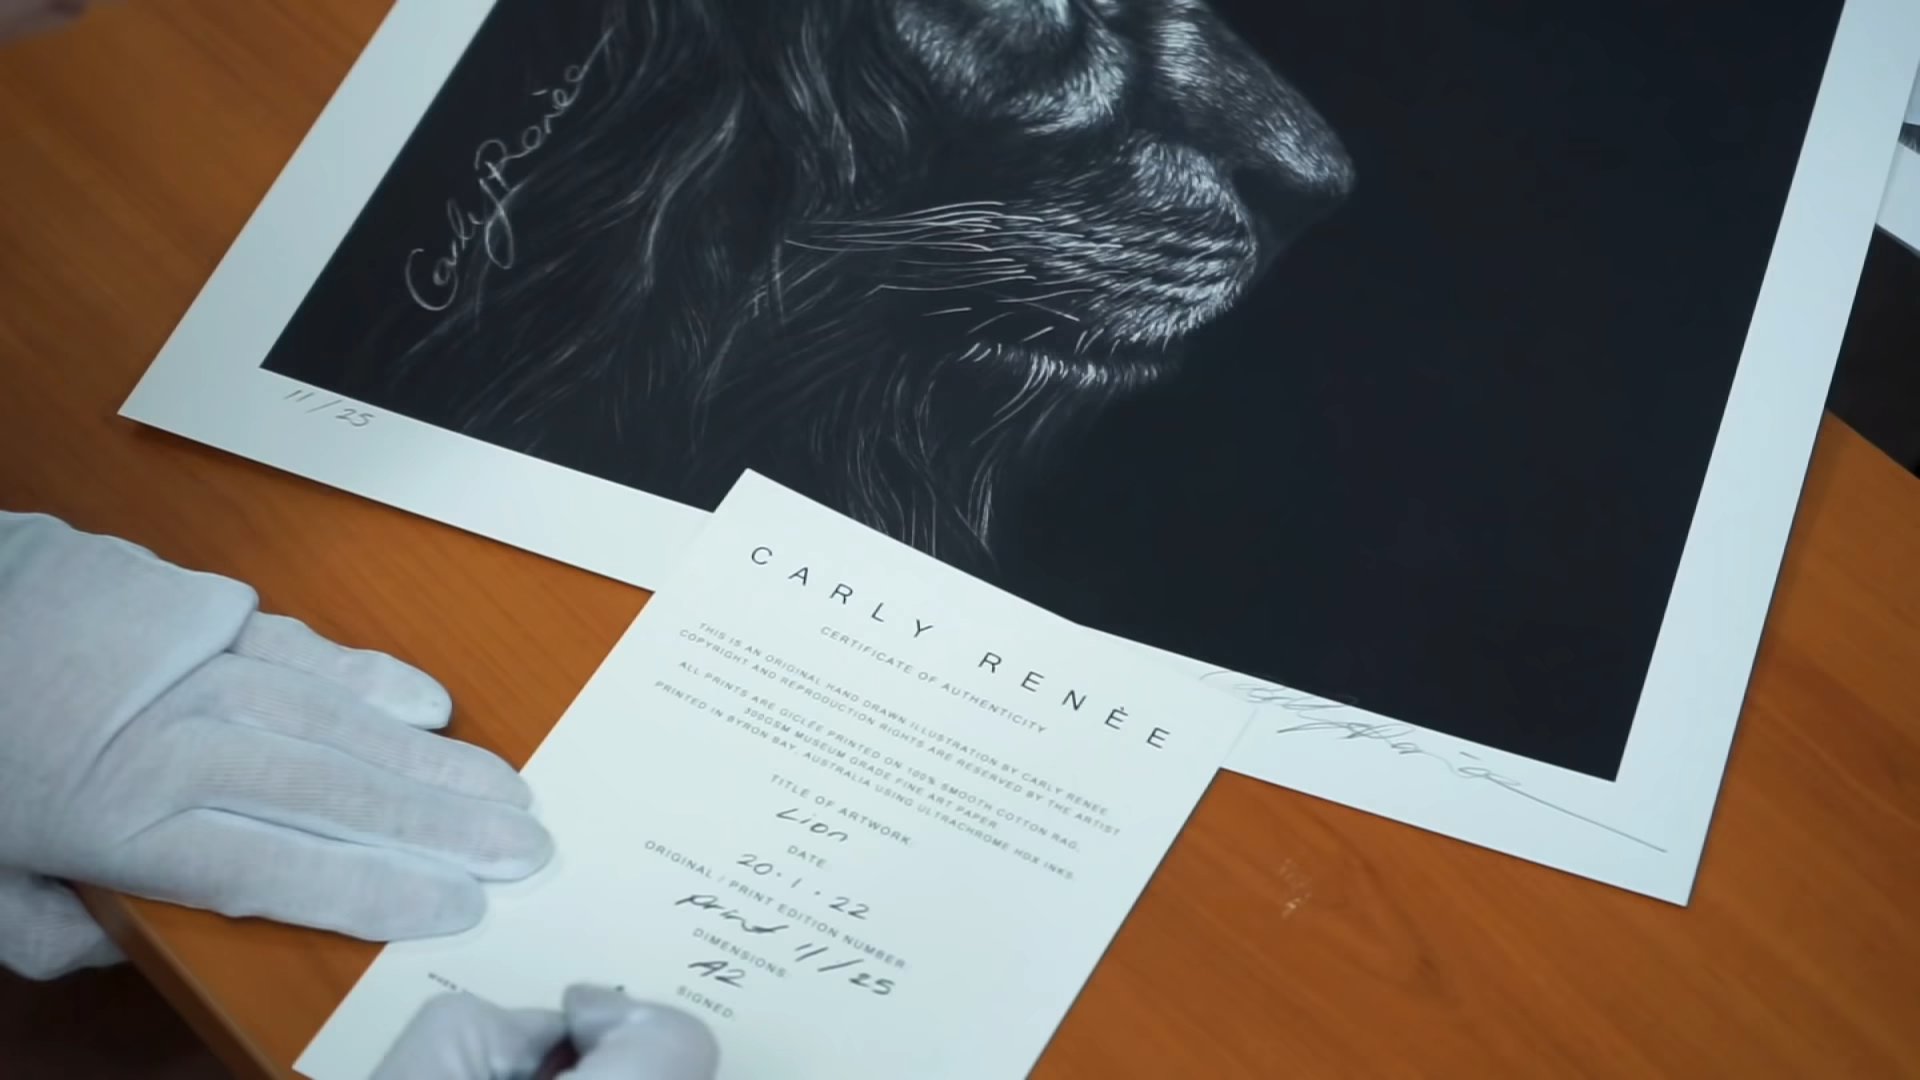 Carly Renée
11/25
CARLY RENÈE
CERTIFICATE OF AUTHENTICITY
THIS IS AN ORIGINAL HAND DRAWN ILLUSTRATION BY CARLY RENEE.
COPYRIGHT AND REPRODUCTION RIGHTS ARE RESERVED BY THE ARTIST
ALL PRINTS ARE GICLÉE PRINTED ON 100% SMOOTH COTTON RAG,
300GSM MUSEUM GRADE FINE ART PAPER
PRINTED IN BYRON BAY, AUSTRALIA USING ULTRACHROME HDX INKS.
TITLE OF ARTWORK:
Lion
DATE:
20.1.22
ORIGINAL / PRINT EDITION NUMBER:
Print 11/25
DIMENSIONS:
A2
SIGNED: